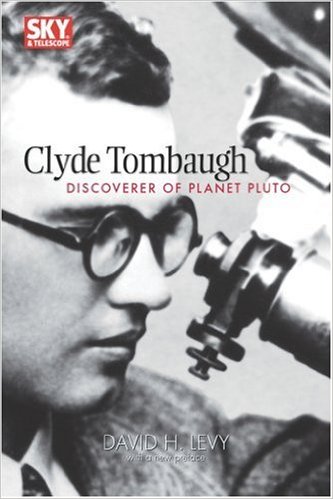 SKY
& TELESCOPE
Clyde Tombaugh
DISCOVERER OF PLANET PLUTO
DAVID H. LEVY
with a new preface